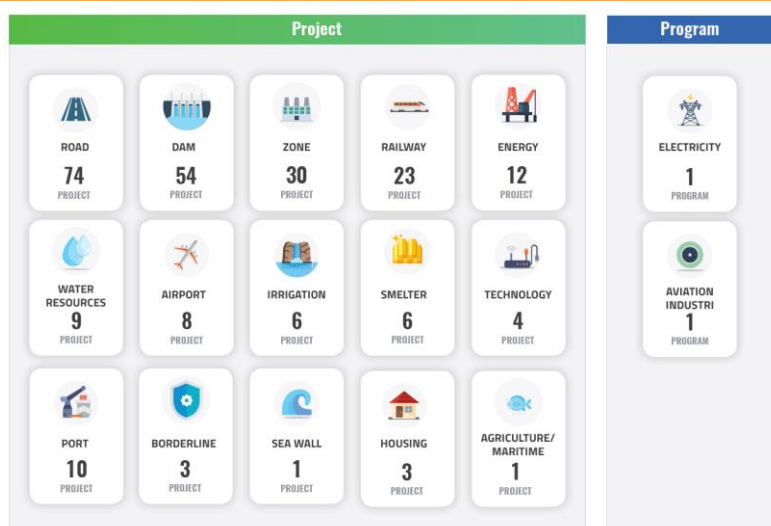 Project
Program
ROAD
74
PROJECT
DAM
54
PROJECT
ZONE
30
PROJECT
RAILWAY
23
PROJECT
ENERGY
12
PROJECT
ELECTRICITY
1
PROGRAM
WATER
RESOURCES
9
PROJECT
AIRPORT
8
PROJECT
IRRIGATION
6
PROJECT
SMELTER
6
PROJECT
TECHNOLOGY
4
PROJECT
AVIATION
INDUSTRI
1
PROGRAM
PORT
10
PROJECT
BORDERLINE
3
PROJECT
SEA WALL
1
PROJECT
HOUSING
3
PROJECT
AGRICULTURE/
MARITIME
1
PROJECT